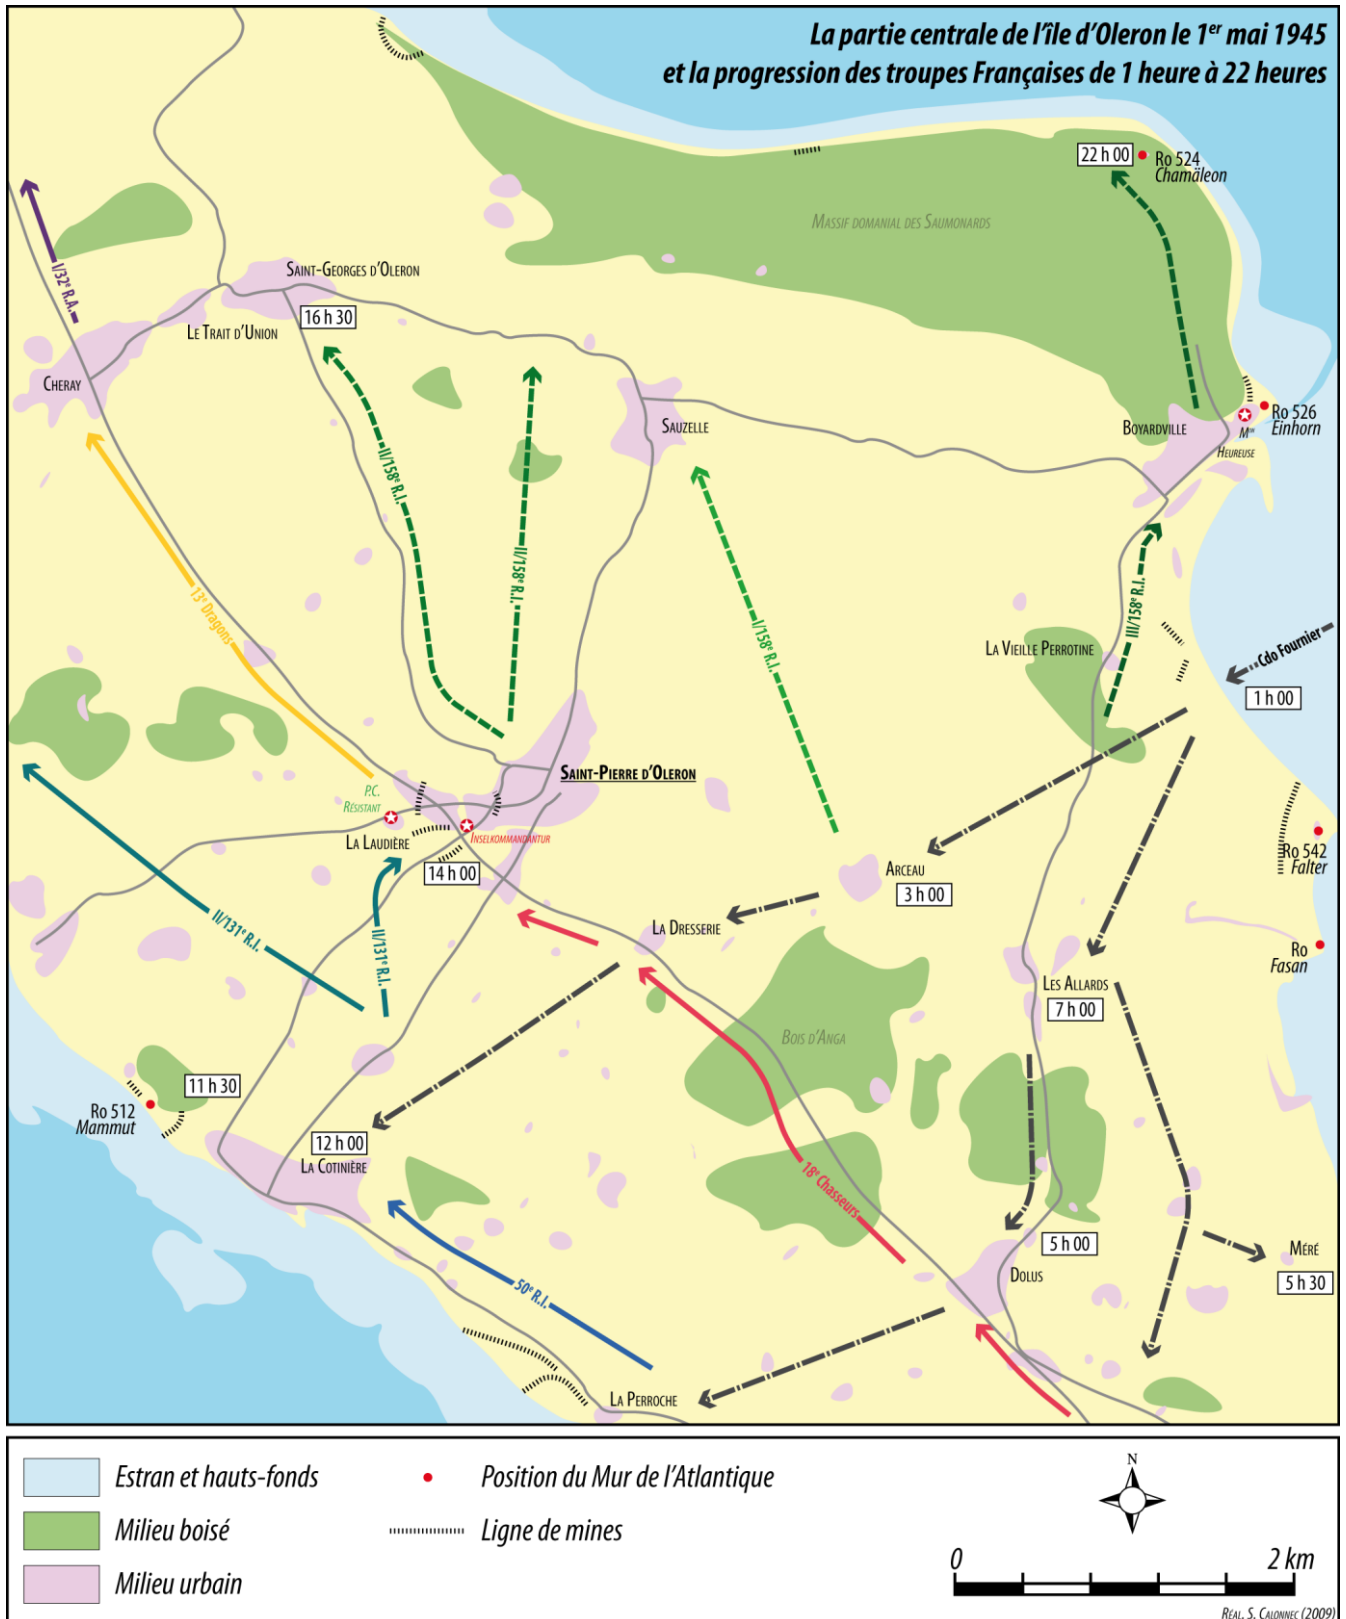 La partie centrale de l'île d'Oleron le 1er mai 1945
et la progression des troupes Françaises de 1 heure à 22 heures
22 h 00
Ro 524
Chamäleon
Massif domanial des Saumonards
I/32e R.A.
Saint-Georges d'Oleron
16 h 30
Le Trait d'Union
Cheray
Sauzelle
Boyardville
Ro 526
Einhorn
Mon
Heureuse
II/158e R.I.
II/158e R.I.
13e Dragons
I/158e R.I.
III/158e R.I.
La Vieille Perrotine
Cdo Fournier
1 h 00
Saint-Pierre d'Oleron
P.C.
Résistant
La Laudière
Inselkommandantur
14 h 00
Arceau
3 h 00
Ro 542
Falter
La Dresserie
II/131e R.I.
II/131e R.I.
Ro
Fasan
Les Allards
7 h 00
Bois d'Anga
11 h 30
Ro 512
Mammut
12 h 00
La Cotinière
18e Chasseurs
5 h 00
Dolus
Méré
5 h 30
50e R.I.
La Perroche
Estran et hauts-fonds
Position du Mur de l'Atlantique
N
Milieu boisé
Ligne de mines
0
2 km
Milieu urbain
Réal. S. Calonnec (2009)